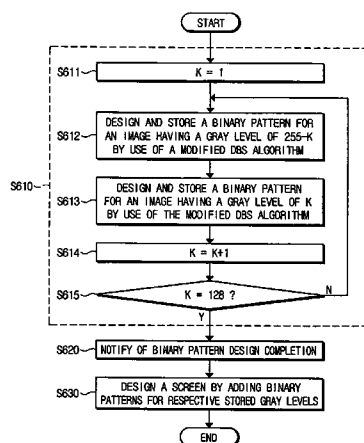 START
S611
K = 1
S612
DESIGN AND STORE A BINARY PATTERN FOR
AN IMAGE HAVING A GRAY LEVEL OF 255-K
BY USE OF A MODIFIED DBS ALGORITHM
S610
S613
DESIGN AND STORE A BINARY PATTERN
FOR AN IMAGE HAVING A GRAY LEVEL OF K
BY USE OF THE MODIFIED DBS ALGORITHM
S614
K = K+1
S615
K = 128 ?
N
Y
S620
NOTIFY OF BINARY PATTERN DESIGN COMPLETION
S630
DESIGN A SCREEN BY ADDING BINARY
PATTERNS FOR RESPECTIVE STORED GRAY LEVELS
END